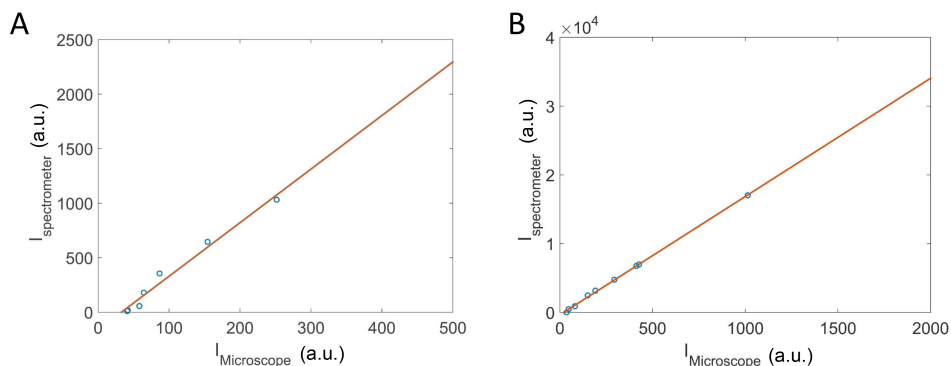 A
2500
2000
1500
1000
500
0
I_spectrometer (a.u.)
0 100 200 300 400 500
I_Microscope (a.u.)
B
4 ×10^4
3
2
1
0
I_spectrometer (a.u.)
0 500 1000 1500 2000
I_Microscope (a.u.)